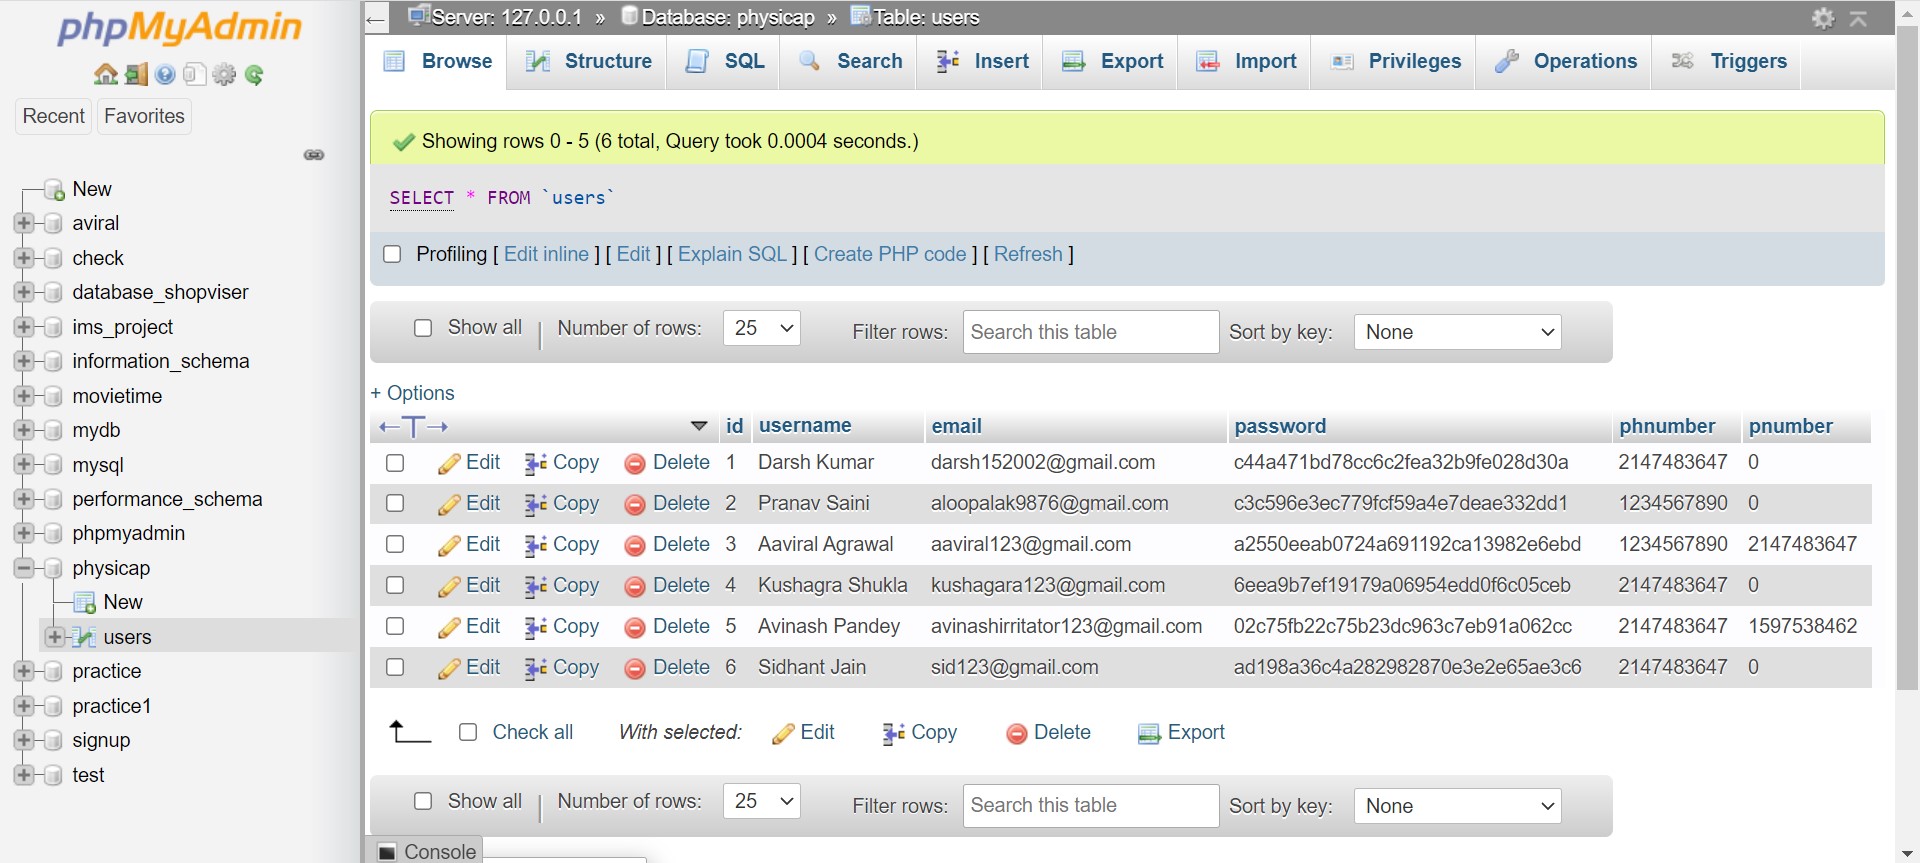 phpMyAdmin
Recent Favorites
New
aviral
check
database_shopviser
ims_project
information_schema
movietime
mydb
mysql
performance_schema
phpmyadmin
physicap
New
users
practice
practice1
signup
test
Server: 127.0.0.1 » Database: physicap » Table: users
Browse Structure SQL Search Insert Export Import Privileges Operations Triggers
Showing rows 0 - 5 (6 total, Query took 0.0004 seconds.)
SELECT * FROM `users`
Profiling [ Edit inline ] [ Edit ] [ Explain SQL ] [ Create PHP code ] [ Refresh ]
Show all | Number of rows: 25 Filter rows: Search this table Sort by key: None
+ Options
←T→ id username email password phnumber pnumber
Edit Copy Delete 1 Darsh Kumar darsh152002@gmail.com c44a471bd78cc6c2fea32b9fe028d30a 2147483647 0
Edit Copy Delete 2 Pranav Saini aloopalak9876@gmail.com c3c596e3ec779fcf59a4e7deae332dd1 1234567890 0
Edit Copy Delete 3 Aaviral Agrawal aaviral123@gmail.com a2550eeab0724a691192ca13982e6ebd 1234567890 2147483647
Edit Copy Delete 4 Kushagra Shukla kushagara123@gmail.com 6eea9b7ef19179a06954edd0f6c05ceb 2147483647 0
Edit Copy Delete 5 Avinash Pandey avinashirritator123@gmail.com 02c75fb22c75b23dc963c7eb91a062cc 2147483647 1597538462
Edit Copy Delete 6 Sidhant Jain sid123@gmail.com ad198a36c4a282982870e3e2e65ae3c6 2147483647 0
Check all With selected: Edit Copy Delete Export
Show all | Number of rows: 25 Filter rows: Search this table Sort by key: None
Console